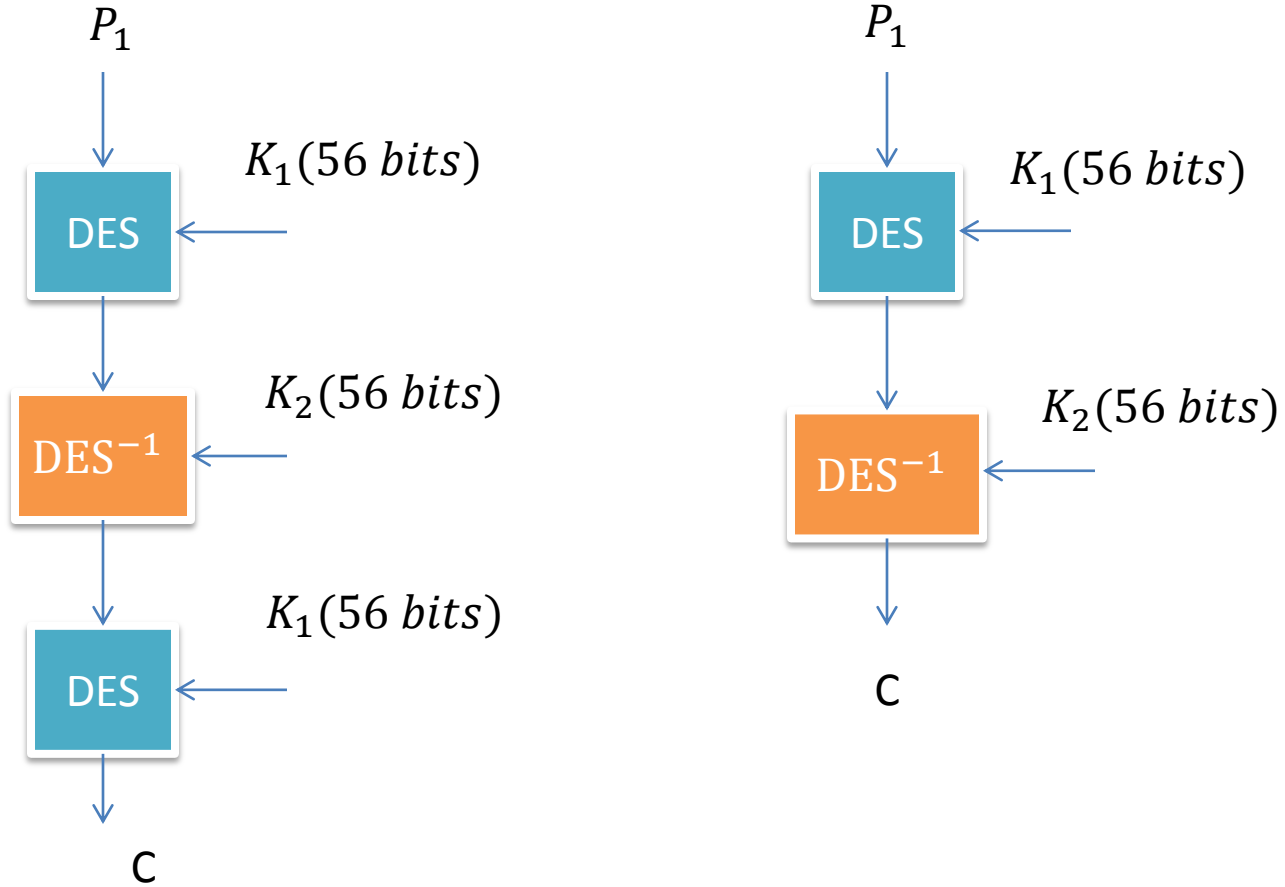 P₁
K₁(56 bits)
DES
K₂(56 bits)
DES⁻¹
K₁(56 bits)
DES
C
P₁
K₁(56 bits)
DES
K₂(56 bits)
DES⁻¹
C